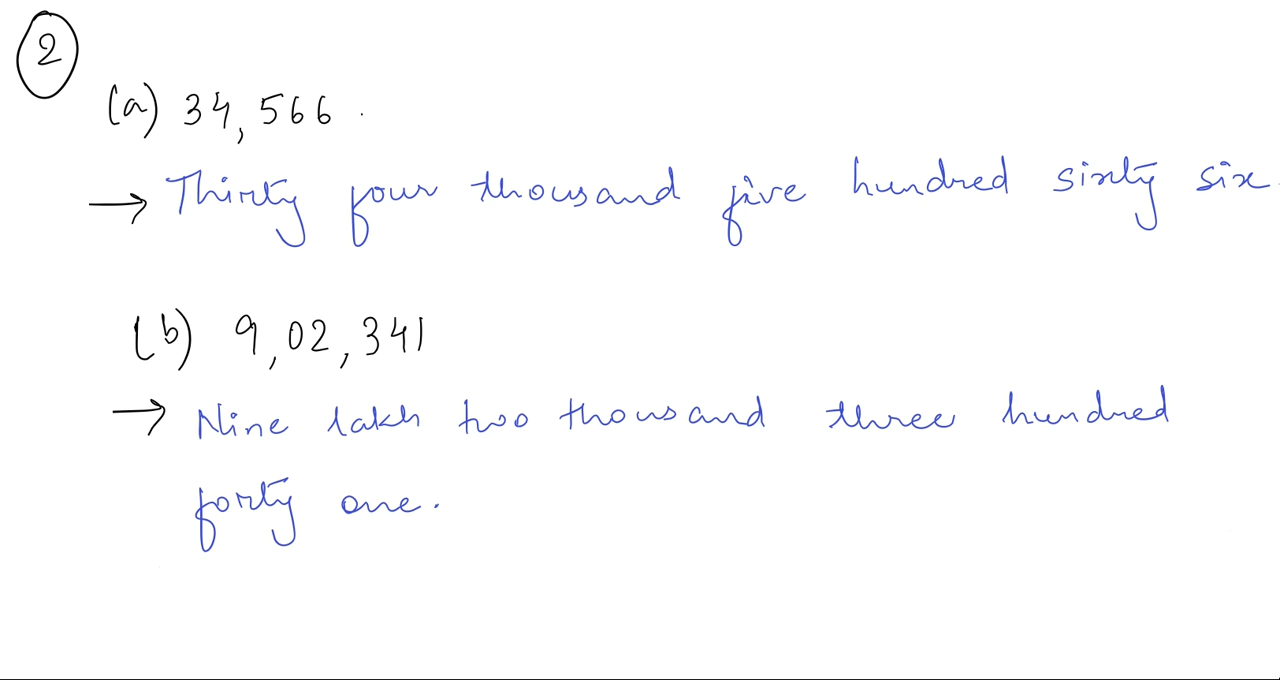 2
(a) 34,566.
→ Thirty four thousand five hundred sixty six.
(b) 9,02,341
→ Nine lakh two thousand three hundred
forty one.